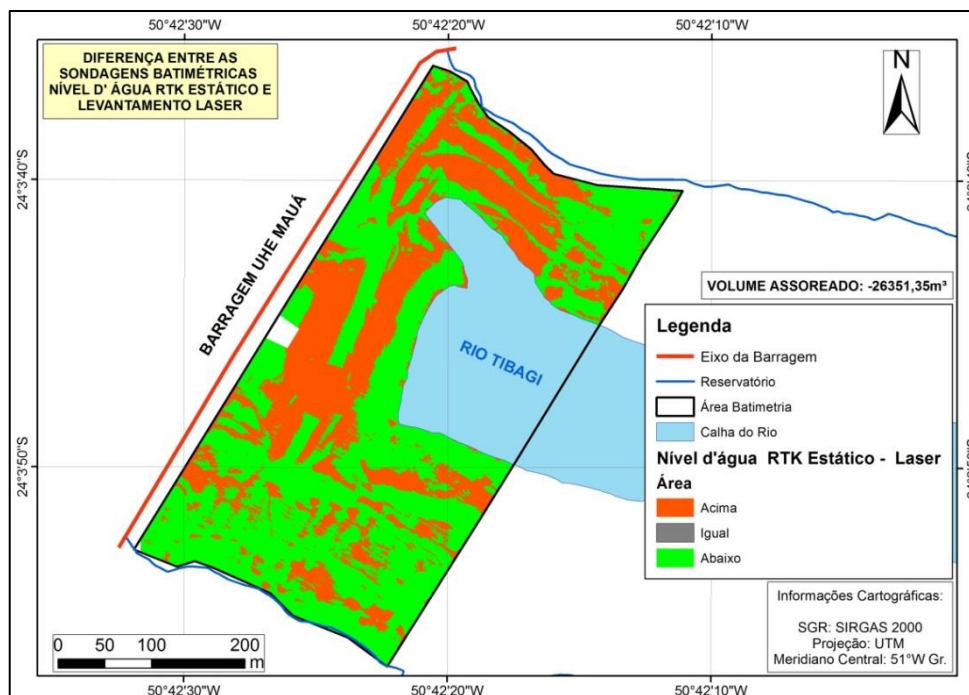 50°42'30"W
50°42'20"W
50°42'10"W
DIFERENÇA ENTRE AS
SONDAGENS BATIMÉTRICAS
NÍVEL D' ÁGUA RTK ESTÁTICO E
LEVANTAMENTO LASER
N
24°3'40"S
BARRAGEM UHE MAUÁ
RIO TIBAGI
VOLUME ASSOREADO: -26351,35m³
Legenda
Eixo da Barragem
Reservatório
Área Batimetria
Calha do Rio
Nível d'água RTK Estático - Laser
Área
Acima
Igual
Abaixo
24°3'50"S
Informações Cartográficas:
SGR: SIRGAS 2000
Projeção: UTM
Meridiano Central: 51°W Gr.
0 50 100 200
m
50°42'30"W
50°42'20"W
50°42'10"W